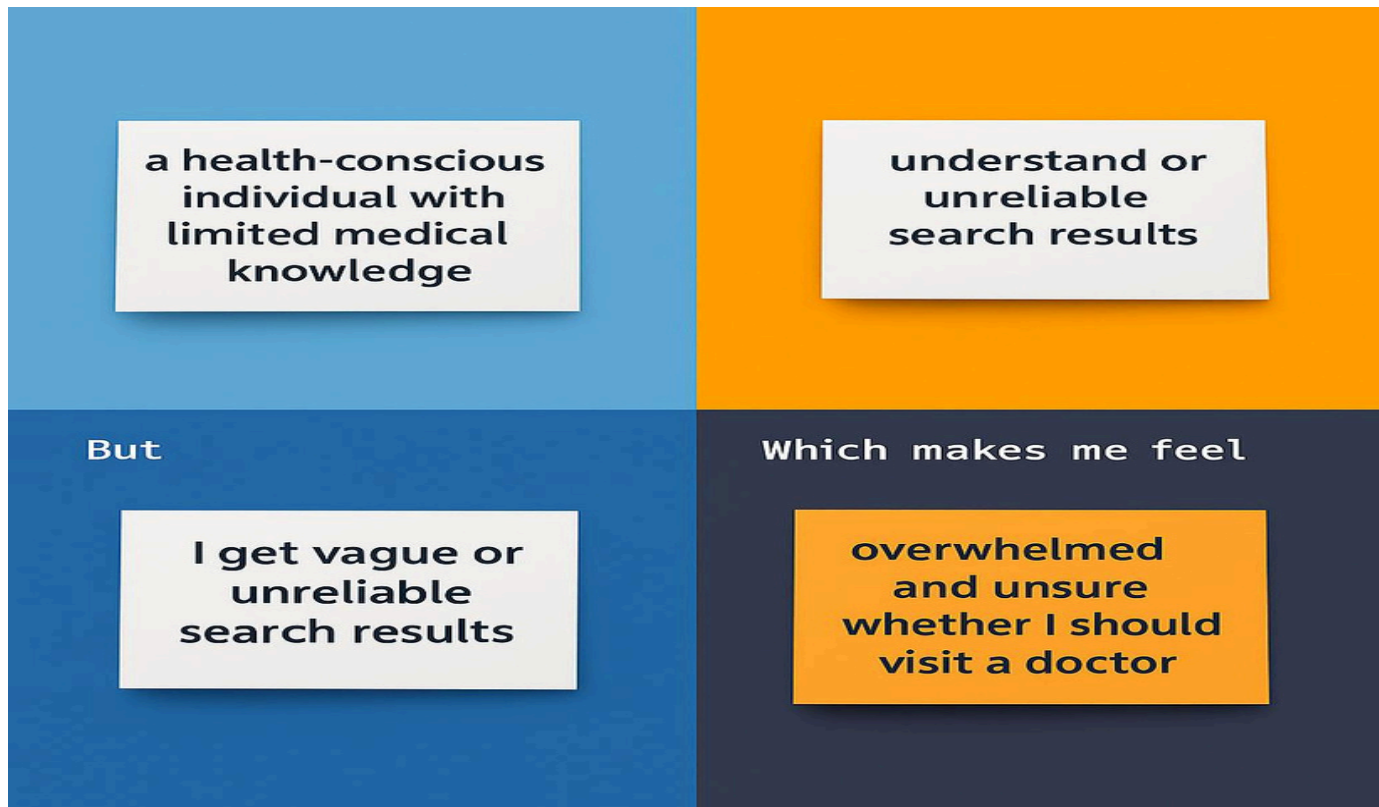 a health-conscious
individual with
limited medical
knowledge
understand or
unreliable
search results
But
I get vague or
unreliable
search results
Which makes me feel
overwhelmed
and unsure
whether I should
visit a doctor